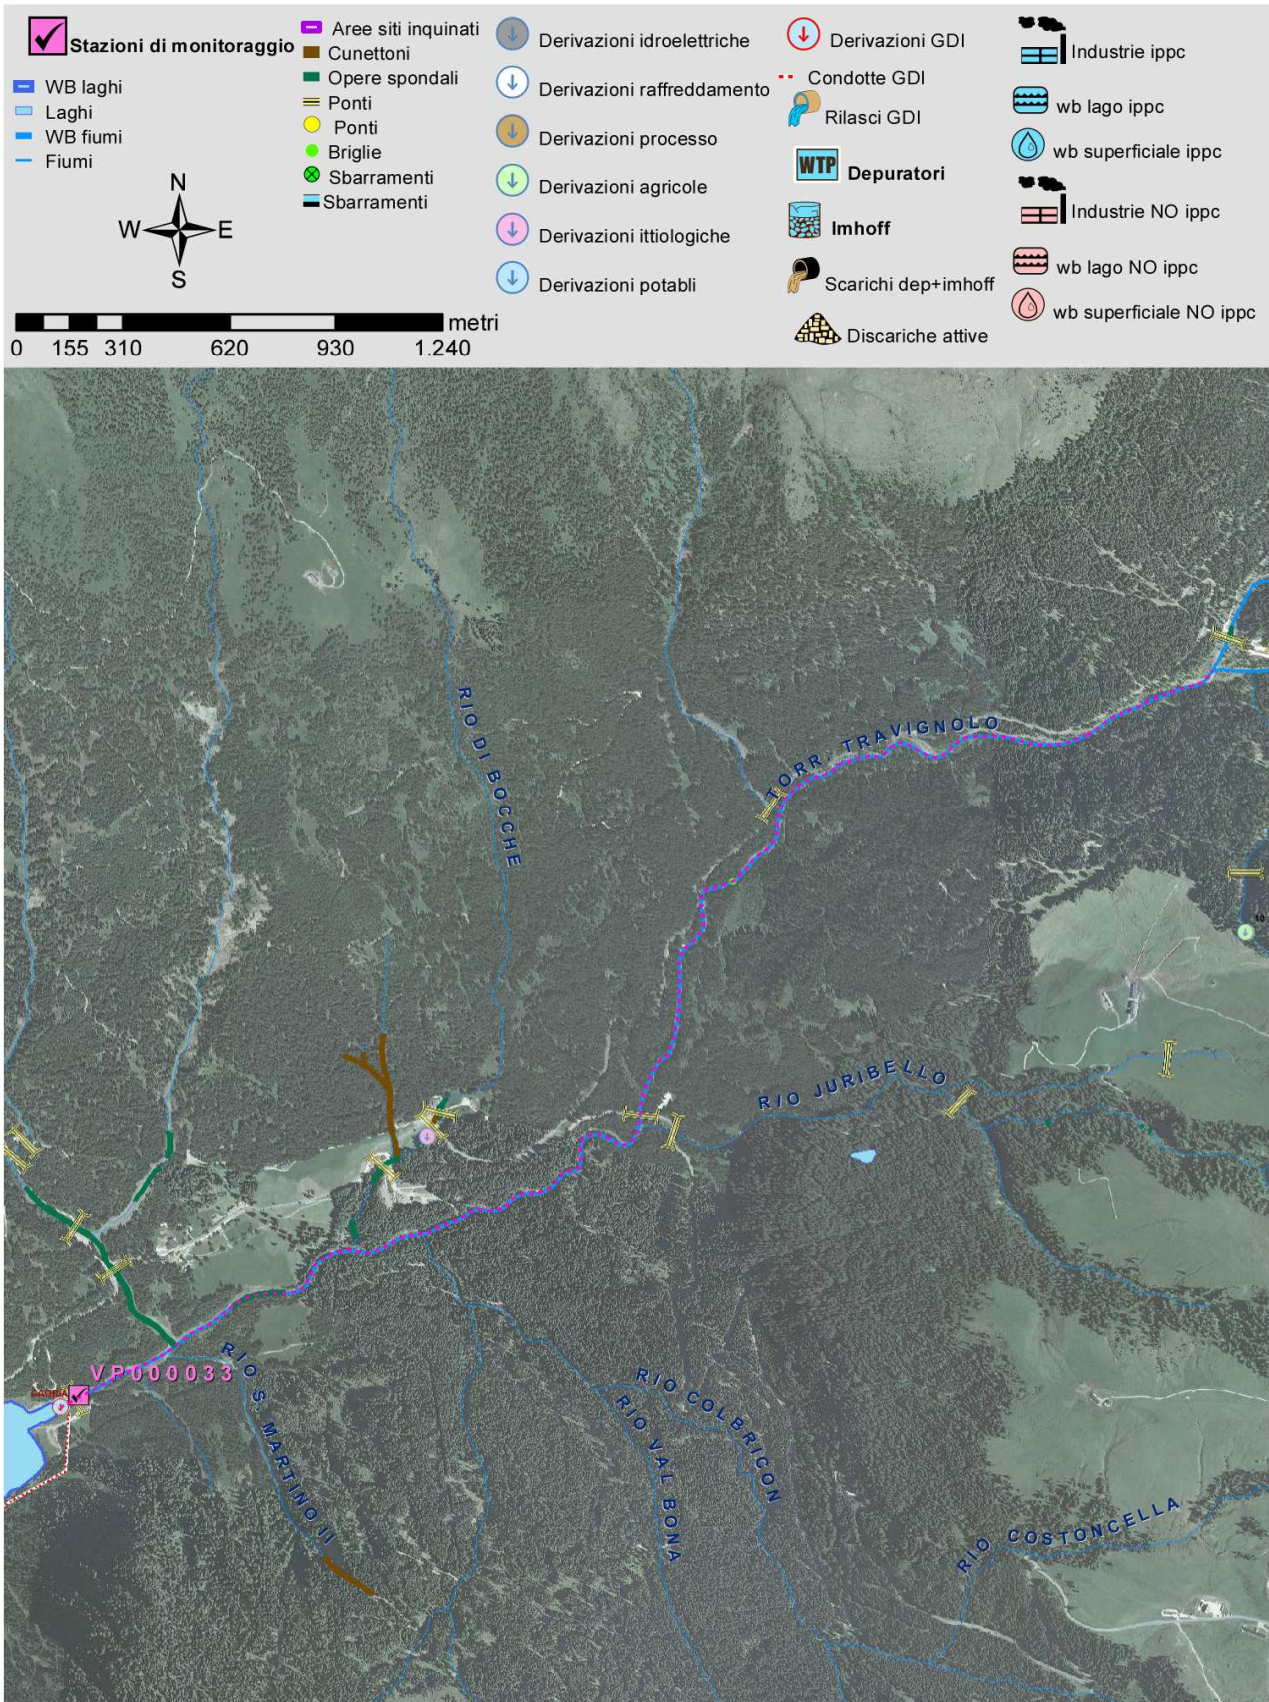 Stazioni di monitoraggio
WB laghi
Laghi
WB fiumi
Fiumi
N
W E
S
Aree siti inquinati
Cunettoni
Opere spondali
Ponti
Ponti
Briglie
Sbarramenti
Sbarramenti
Derivazioni idroelettriche
Derivazioni raffreddamento
Derivazioni processo
Derivazioni agricole
Derivazioni ittiologiche
Derivazioni potabli
Derivazioni GDI
Condotte GDI
Rilasci GDI
WTP Depuratori
Imhoff
Scarichi dep+imhoff
Discariche attive
Industrie ippc
wb lago ippc
wb superficiale ippc
Industrie NO ippc
wb lago NO ippc
wb superficiale NO ippc
metri
0 155 310 620 930 1.240
RIO DI BOCCHE
TORR. TRAVIGNOLO
10
RIO JURIBELLO
VP000033
RIO S. MARTINO II
RIO COLBRICON
RIO VAL BONA
RIO COSTONCELLA